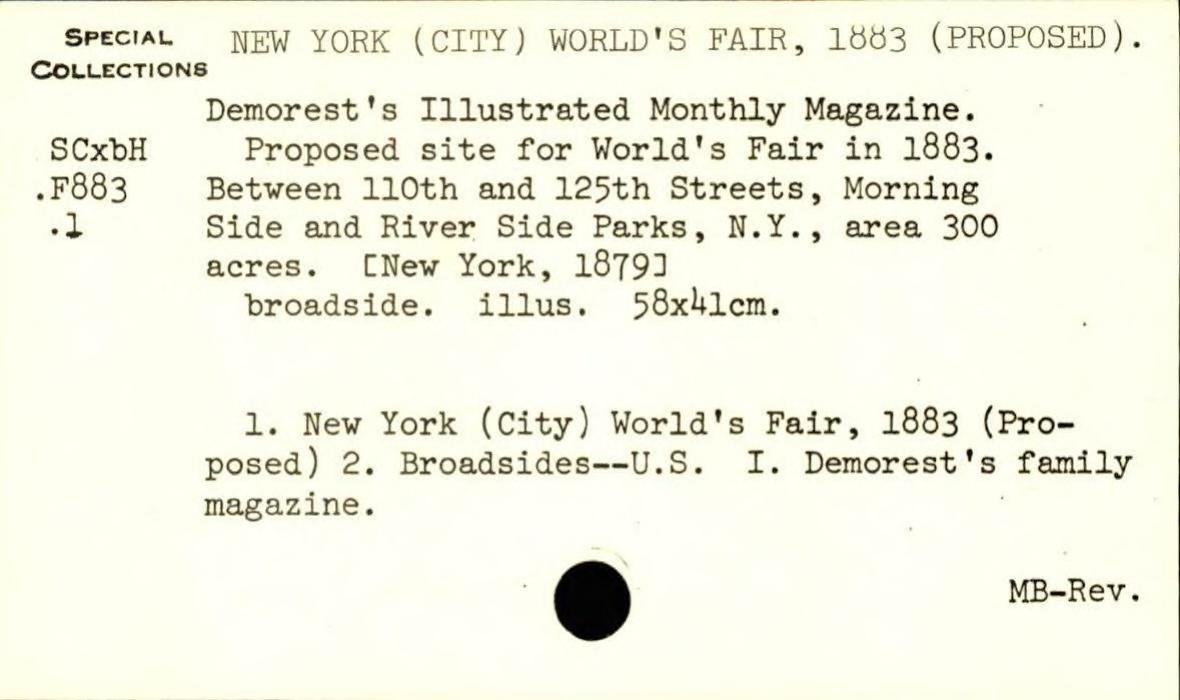 SPECIAL COLLECTIONS
NEW YORK (CITY) WORLD'S FAIR, 1883 (PROPOSED).
Demorest's Illustrated Monthly Magazine.
SCxbH Proposed site for World's Fair in 1883.
.F883 Between 110th and 125th Streets, Morning
.1 Side and River Side Parks, N.Y., area 300
acres. [New York, 1879]
broadside. illus. 58x41cm.
1. New York (City) World's Fair, 1883 (Pro-
posed) 2. Broadsides--U.S. I. Demorest's family
magazine.
MB-Rev.